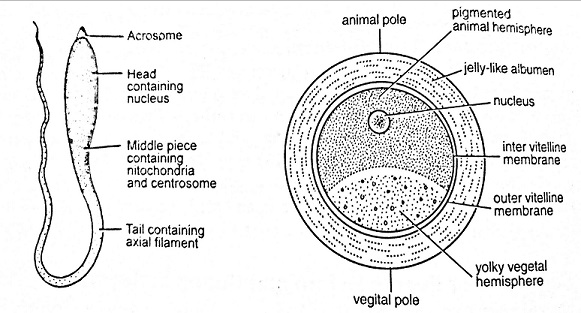 Acrosome
Head
containing
nucleus
Middle piece
containing
mitochondria
and centrosome
Tail containing
axial filament
animal pole
pigmented
animal hemisphere
jelly-like albumen
nucleus
inter vitelline
membrane
outer vitelline
membrane
yolky vegetal
hemisphere
vegital pole